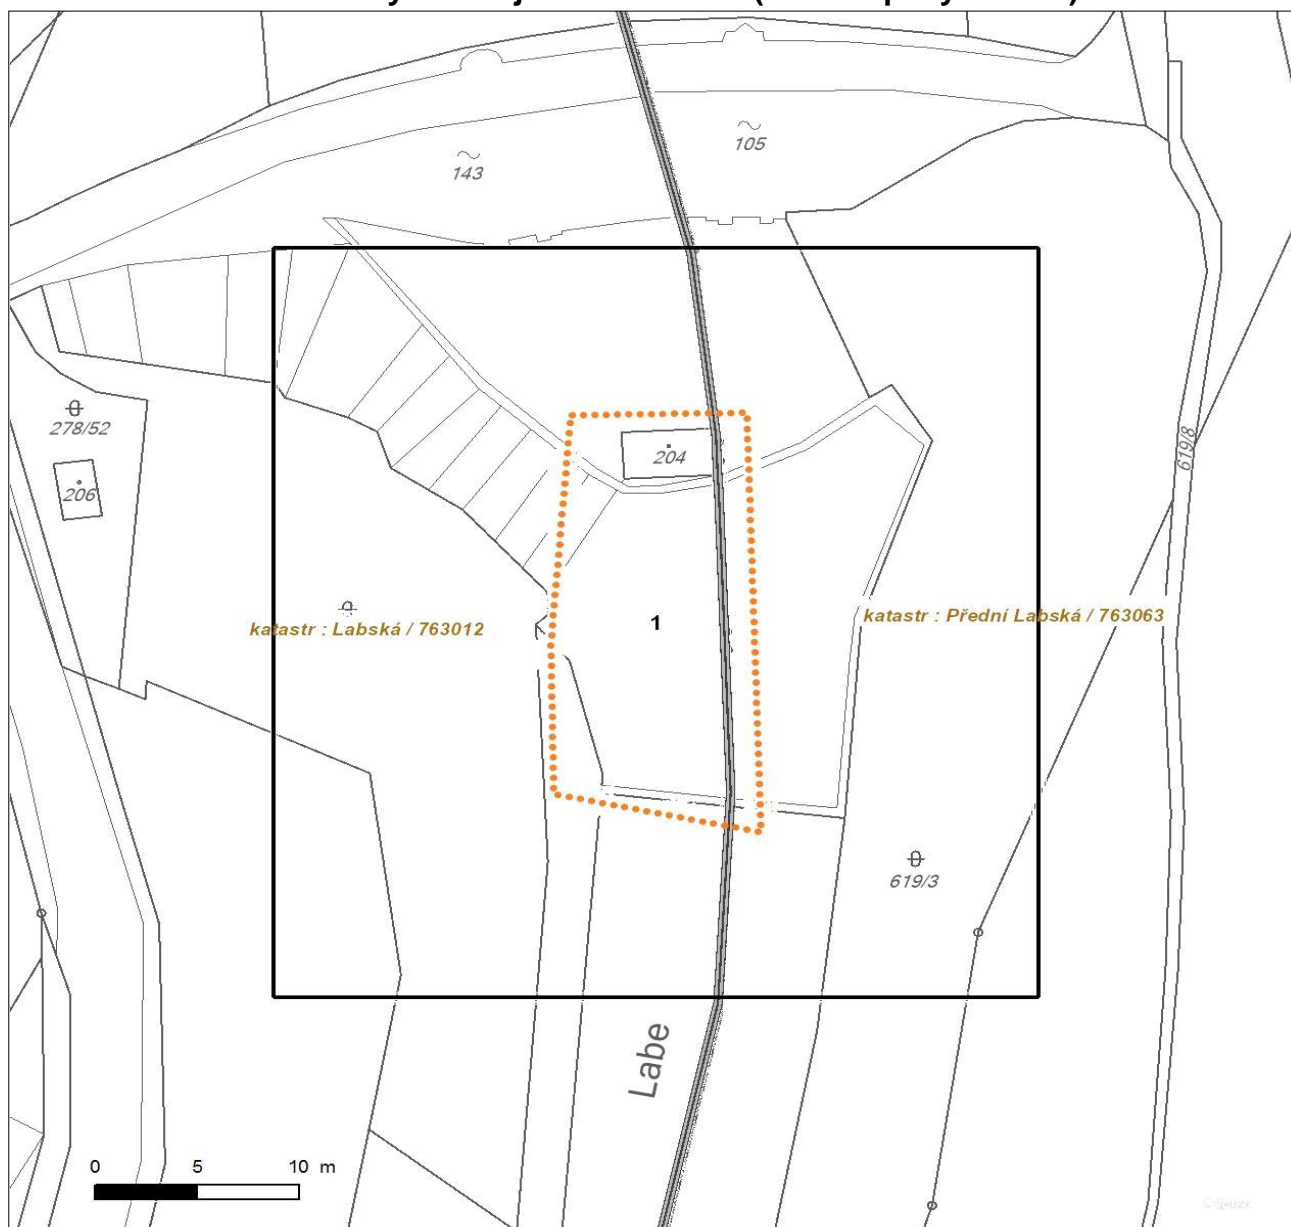 105
143
278/52
619/8
204
206
katastr : Přední Labská / 763063
katastr : Labská / 763012
1
619/3
Labe
0 5 10 m